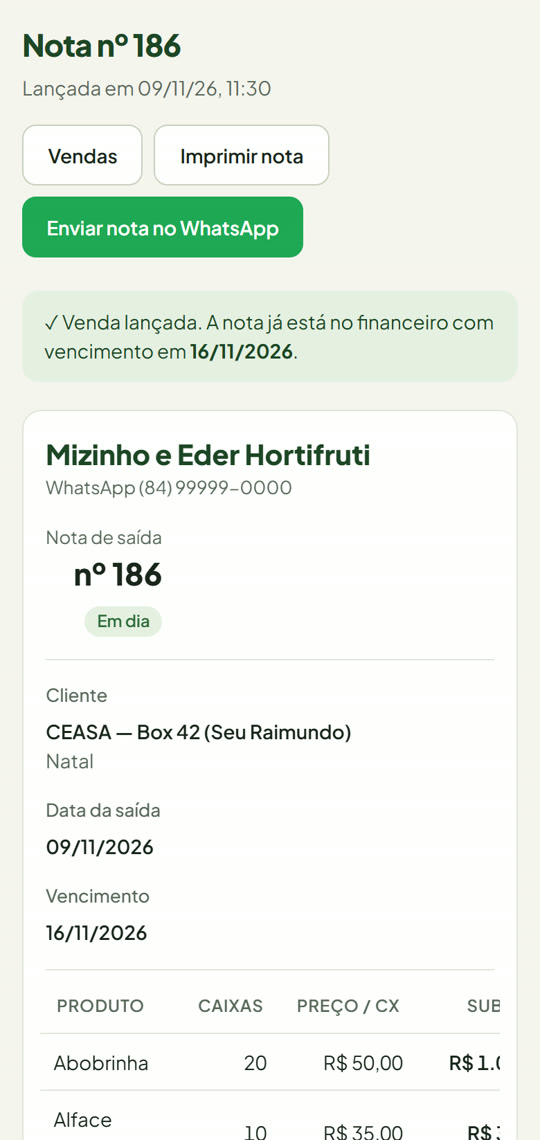 Nota nº 186
Lançada em 09/11/26, 11:30
Vendas
Imprimir nota
Enviar nota no WhatsApp
✓ Venda lançada. A nota já está no financeiro com
vencimento em 16/11/2026.
Mizinho e Eder Hortifruti
WhatsApp (84) 99999-0000
Nota de saída
nº 186
Em dia
Cliente
CEASA — Box 42 (Seu Raimundo)
Natal
Data da saída
09/11/2026
Vencimento
16/11/2026
PRODUTO CAIXAS PREÇO / CX SUB
Abobrinha 20 R$ 50,00 R$ 1.0
Alface
10 R$ 35,00 R$